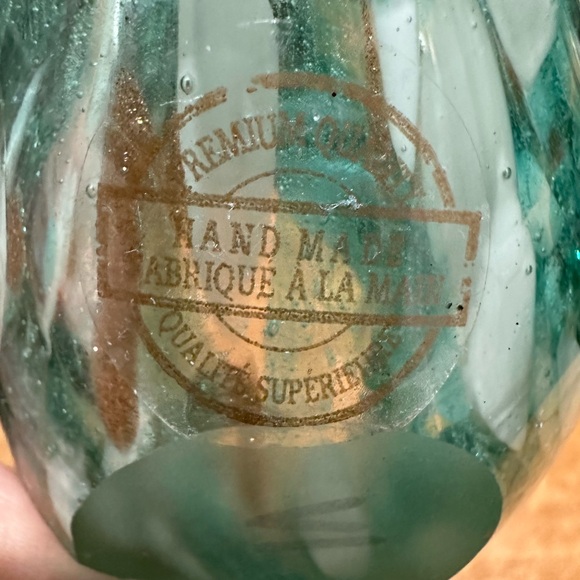 PREMIUM QUALITY
HAND MADE
FABRIQUÉ À LA MAIN
QUALITÉ SUPÉRIEURE